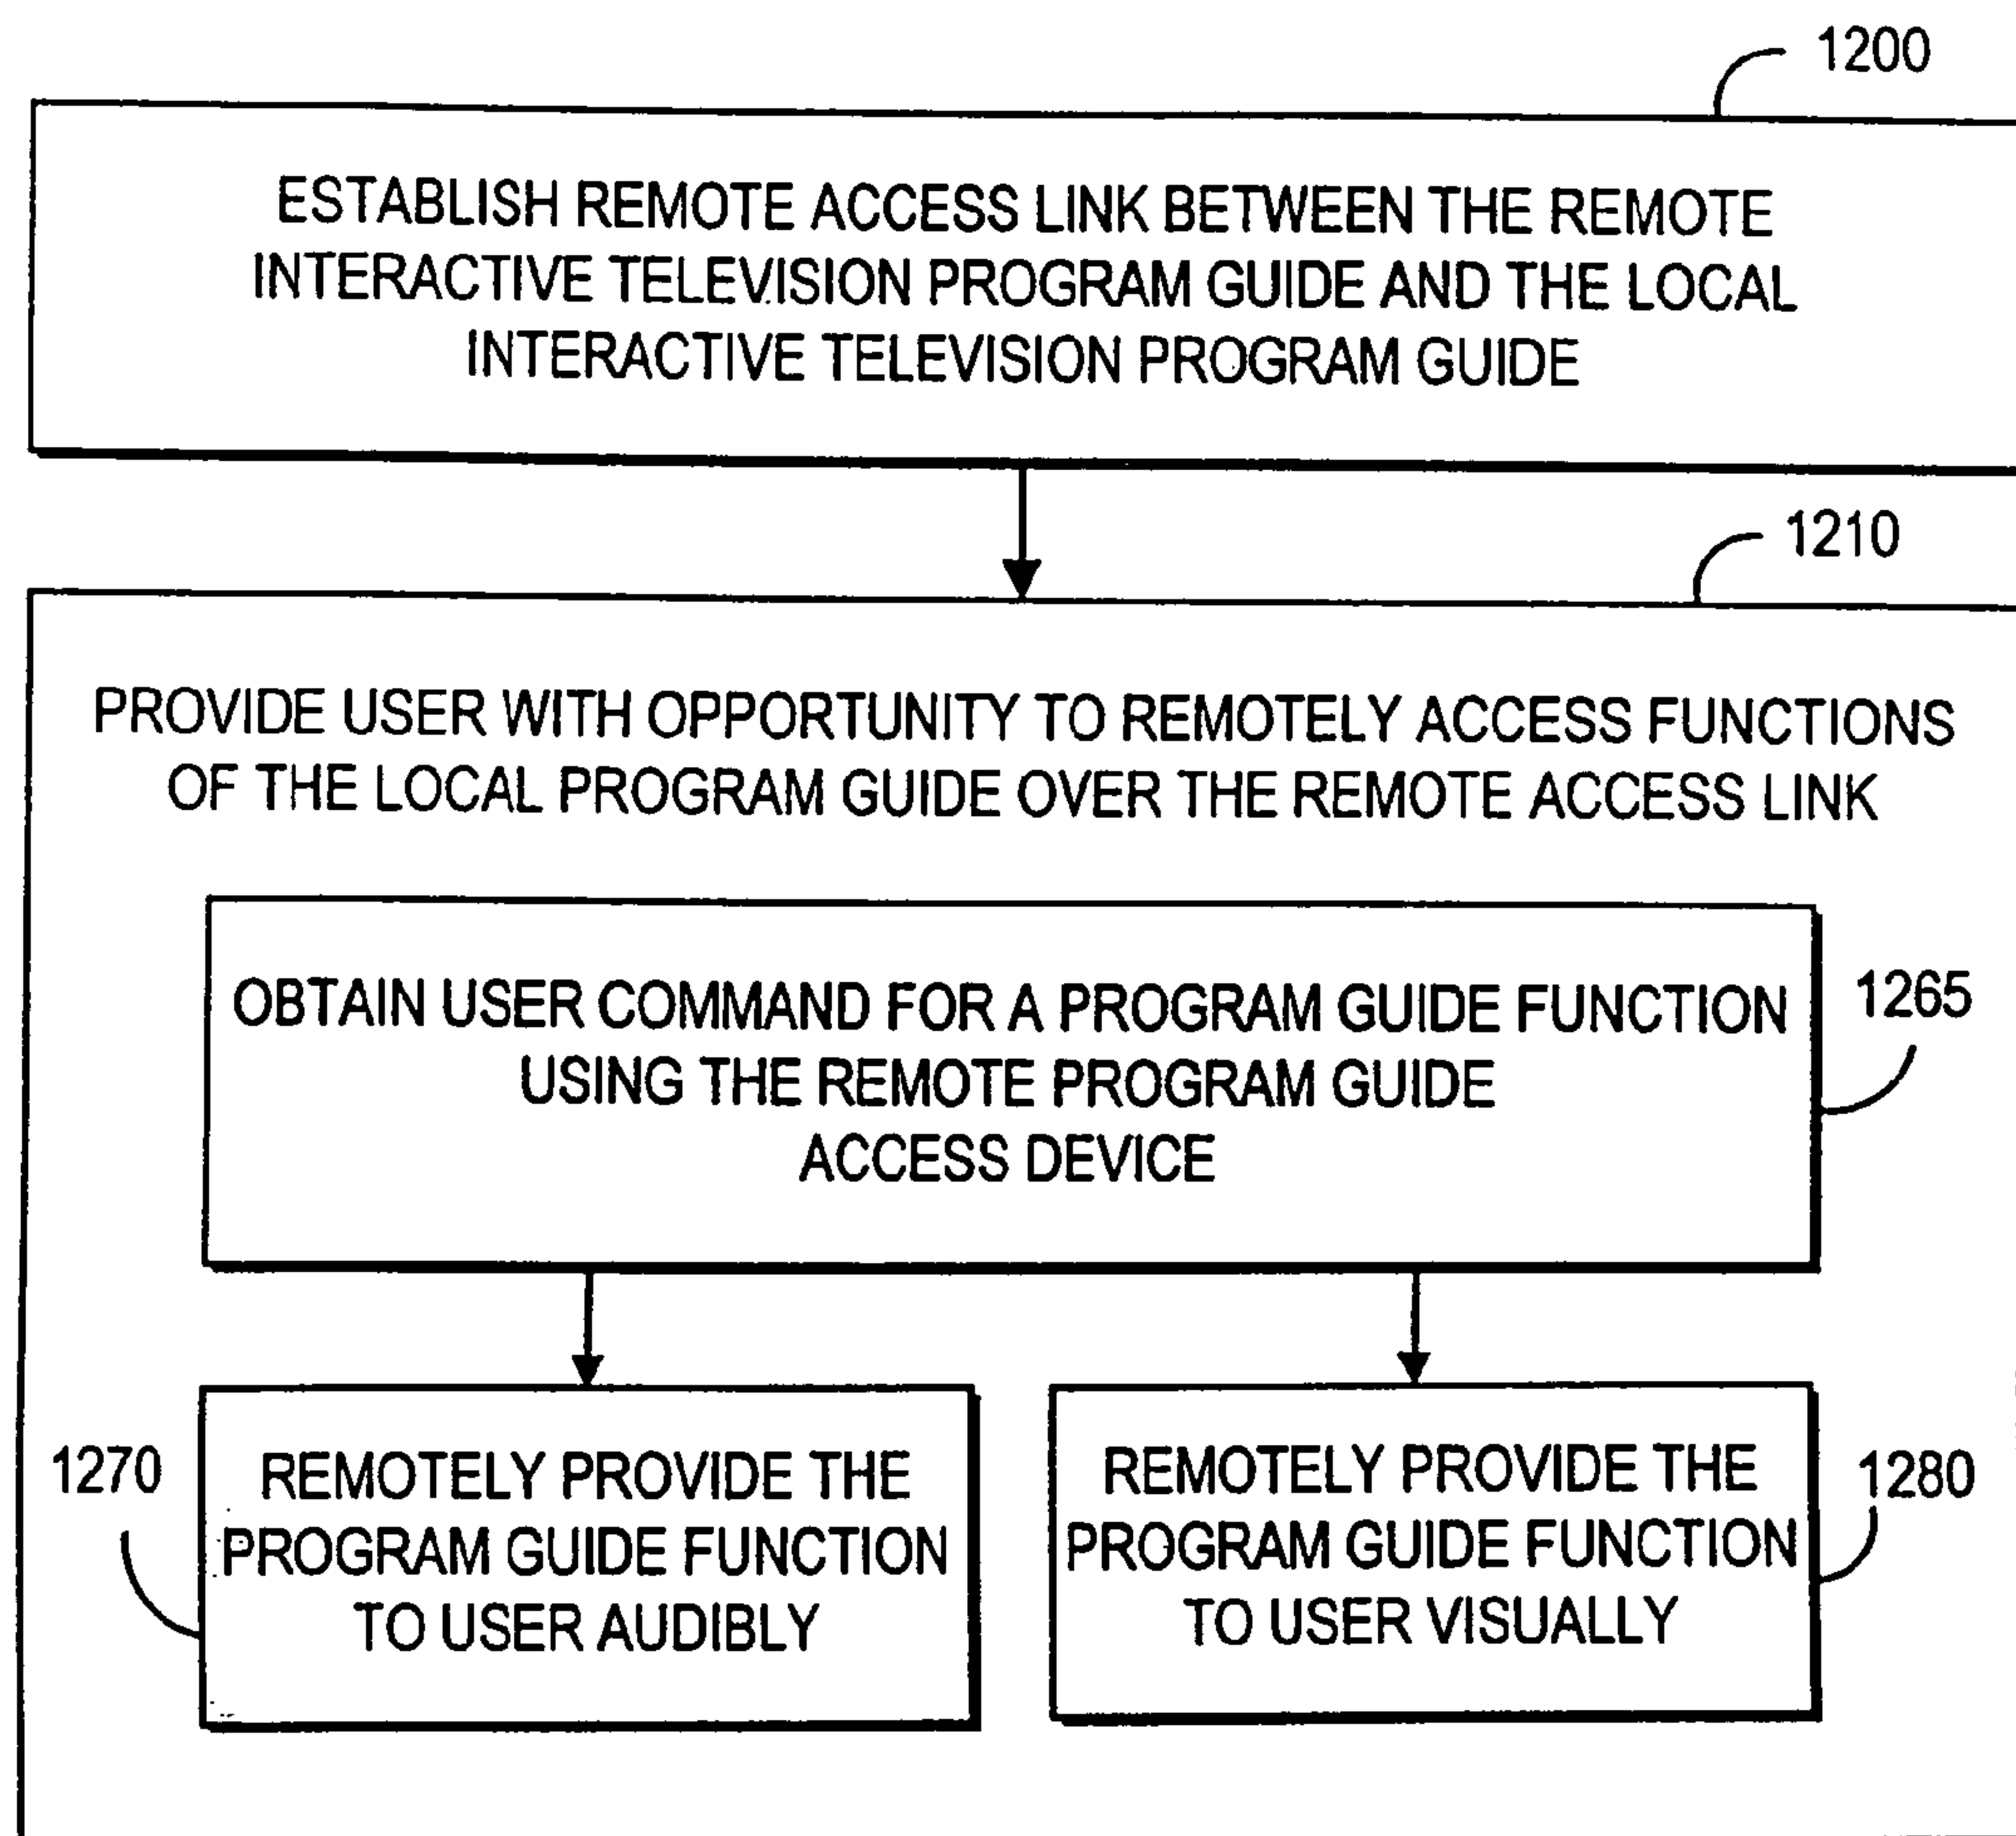 1200
ESTABLISH REMOTE ACCESS LINK BETWEEN THE REMOTE
INTERACTIVE TELEVISION PROGRAM GUIDE AND THE LOCAL
INTERACTIVE TELEVISION PROGRAM GUIDE
1210
PROVIDE USER WITH OPPORTUNITY TO REMOTELY ACCESS FUNCTIONS
OF THE LOCAL PROGRAM GUIDE OVER THE REMOTE ACCESS LINK
OBTAIN USER COMMAND FOR A PROGRAM GUIDE FUNCTION
USING THE REMOTE PROGRAM GUIDE
ACCESS DEVICE
1265
1270
REMOTELY PROVIDE THE
PROGRAM GUIDE FUNCTION
TO USER AUDIBLY
REMOTELY PROVIDE THE
PROGRAM GUIDE FUNCTION
TO USER VISUALLY
1280